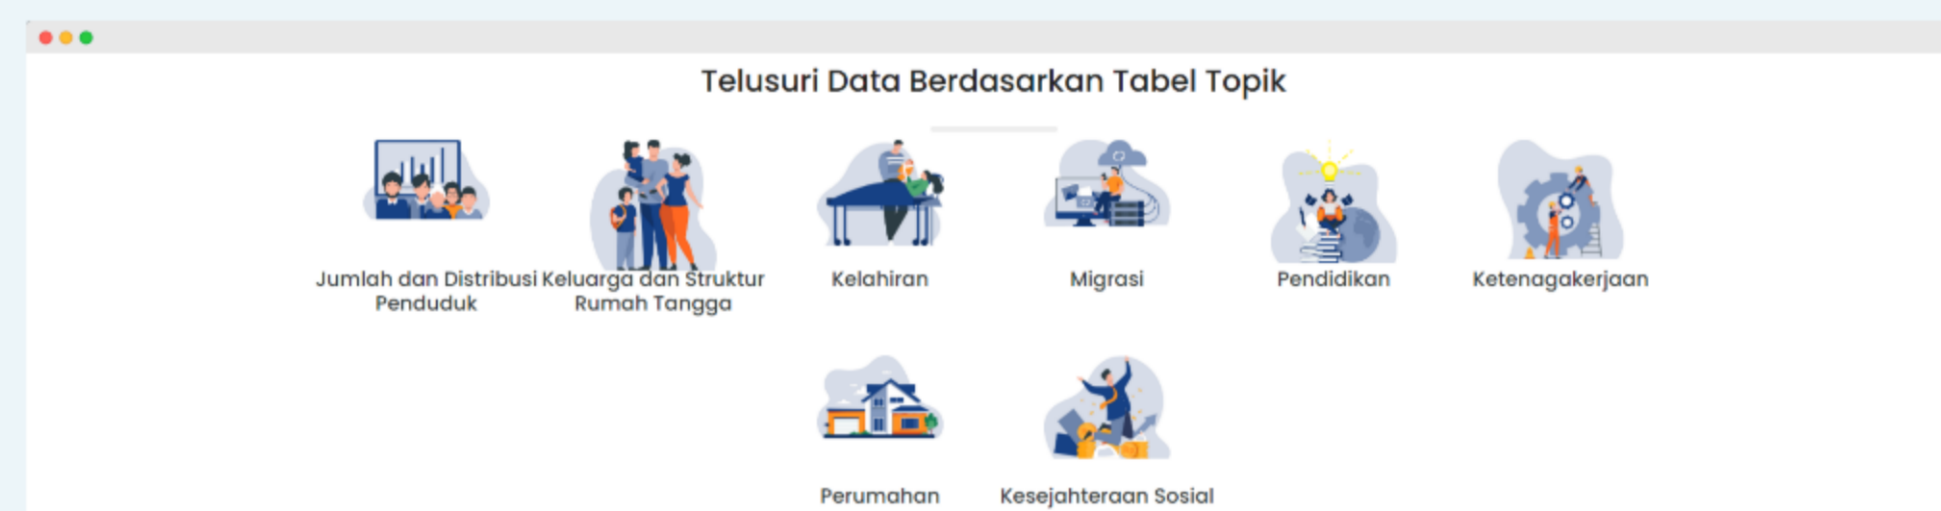 Telusuri Data Berdasarkan Tabel Topik
Jumlah dan Distribusi
Penduduk
Keluarga dan Struktur
Rumah Tangga
Kelahiran
Migrasi
Pendidikan
Ketenagakerjaan
Perumahan
Kesejahteraan Sosial